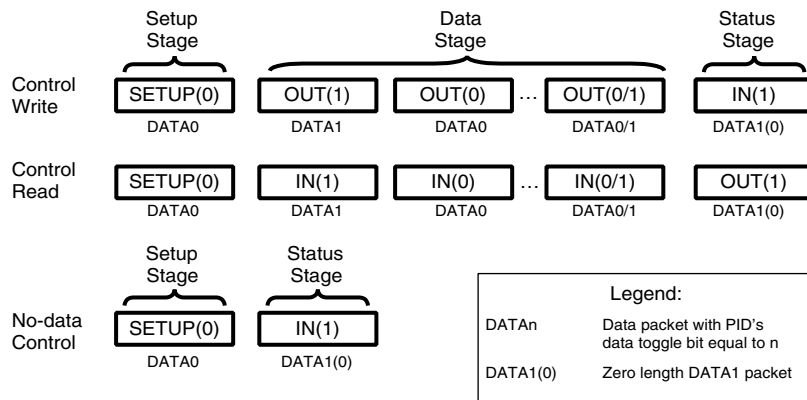 Setup Stage
Data Stage
Status Stage
Control Write
SETUP(0) OUT(1) OUT(0) ... OUT(0/1) IN(1)
DATA0 DATA1 DATA0 DATA0/1 DATA1(0)
Control Read
SETUP(0) IN(1) IN(0) ... IN(0/1) OUT(1)
DATA0 DATA1 DATA0 DATA0/1 DATA1(0)
Setup Stage
Status Stage
No-data Control
SETUP(0) IN(1)
DATA0 DATA1(0)
Legend:
DATAn Data packet with PID's
data toggle bit equal to n
DATA1(0) Zero length DATA1 packet